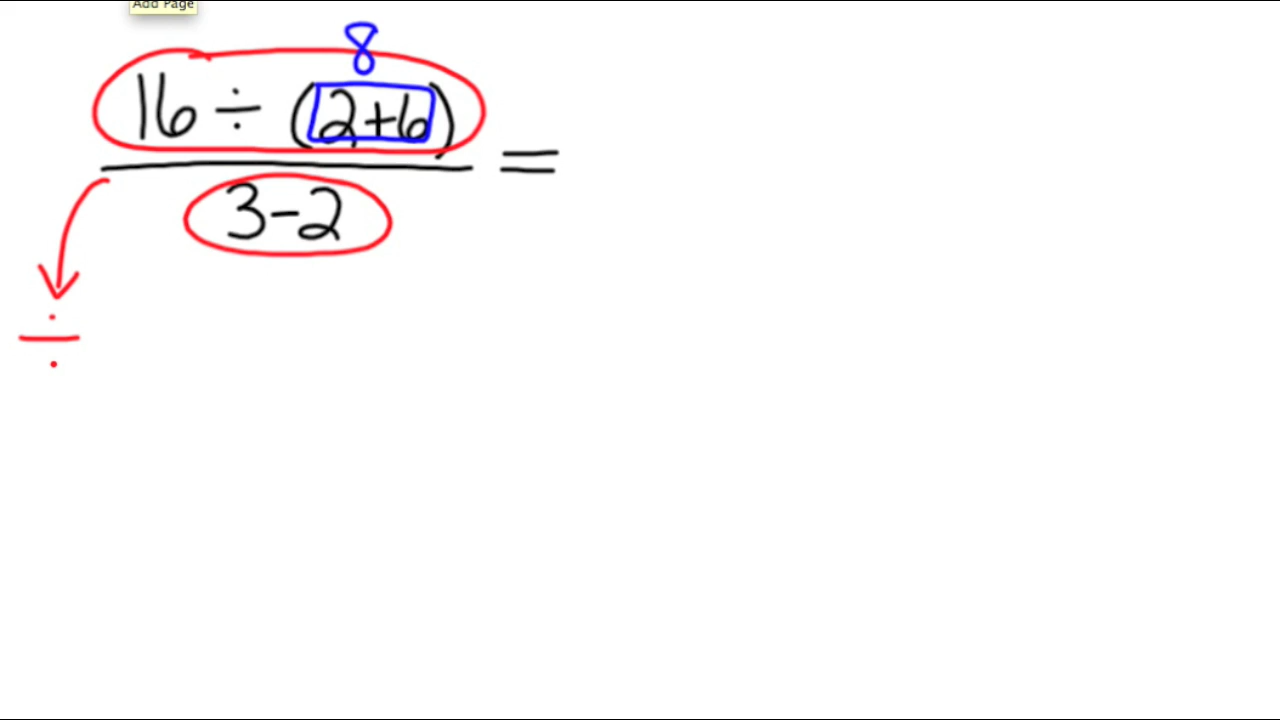 Add Page
8
16 ÷ (2+6)
=
3-2
÷